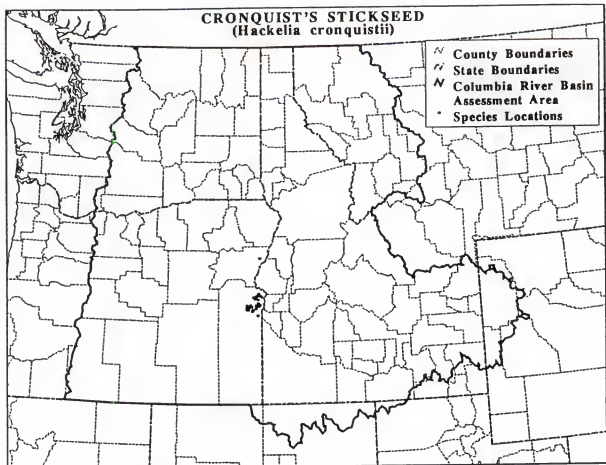 CRONQUIST'S STICKSEED
(Hackelia cronquistii)
County Boundaries
State Boundaries
Columbia River Basin
Assessment Area
Species Locations